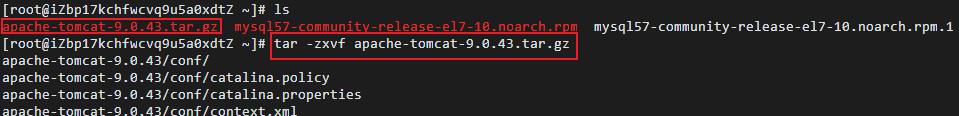 [root@iZbp17kchfwcvq9u5a0xdtZ ~]# ls
apache-tomcat-9.0.43.tar.gz  mysql57-community-release-el7-10.noarch.rpm  mysql57-community-release-el7-10.noarch.rpm.1
[root@iZbp17kchfwcvq9u5a0xdtZ ~]# tar -zxvf apache-tomcat-9.0.43.tar.gz
apache-tomcat-9.0.43/conf/
apache-tomcat-9.0.43/conf/catalina.policy
apache-tomcat-9.0.43/conf/catalina.properties
apache-tomcat-9.0.43/conf/context.xml